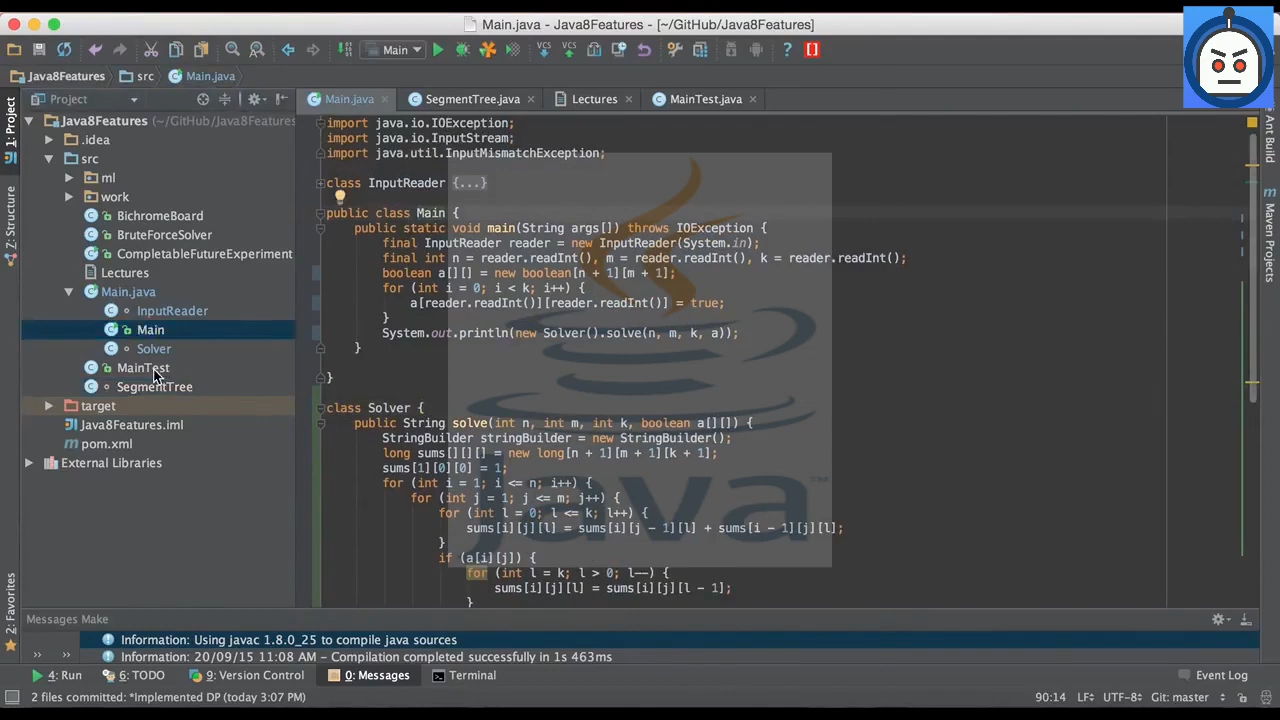 Main.java - Java8Features - [~/GitHub/Java8Features]
Main
VCS VCS ? []
Java8Features src Main.java
1: Project
Z: Structure
2: Favorites
Project
Java8Features (~/GitHub/Java8Features
.idea
src
ml
work
BichromeBoard
BruteForceSolver
CompletableFutureExperiment
Lectures
Main.java
InputReader
Main
Solver
MainTest
SegmentTree
target
Java8Features.iml
pom.xml
External Libraries
Main.java SegmentTree.java Lectures MainTest.java
import java.io.IOException;
import java.io.InputStream;
import java.util.InputMismatchException;
class InputReader {...}
public class Main {
public static void main(String args[]) throws IOException {
final InputReader reader = new InputReader(System.in);
final int n = reader.readInt(), m = reader.readInt(), k = reader.readInt();
boolean a[][] = new boolean[n + 1][m + 1];
for (int i = 0; i < k; i++) {
a[reader.readInt()][reader.readInt()] = true;
}
System.out.println(new Solver().solve(n, m, k, a));
}
}
class Solver {
public String solve(int n, int m, int k, boolean a[][]) {
StringBuilder stringBuilder = new StringBuilder();
long sums[][][] = new long[n + 1][m + 1][k + 1];
sums[1][0][0] = 1;
for (int i = 1; i <= n; i++) {
for (int j = 1; j <= m; j++) {
for (int l = 0; l <= k; l++) {
sums[i][j][l] = sums[i][j - 1][l] + sums[i - 1][j][l];
}
if (a[i][j]) {
for (int l = k; l > 0; l--) {
sums[i][j][l] = sums[i][j][l - 1];
}
Java™
Ant Build
Maven Projects
Messages Make
Information: Using javac 1.8.0_25 to compile java sources
Information: 20/09/15 11:08 AM - Compilation completed successfully in 1s 463ms
4: Run 6: TODO 9: Version Control 0: Messages Terminal Event Log
2 files committed: *Implemented DP (today 3:07 PM) 90:14 LF UTF-8 Git: master